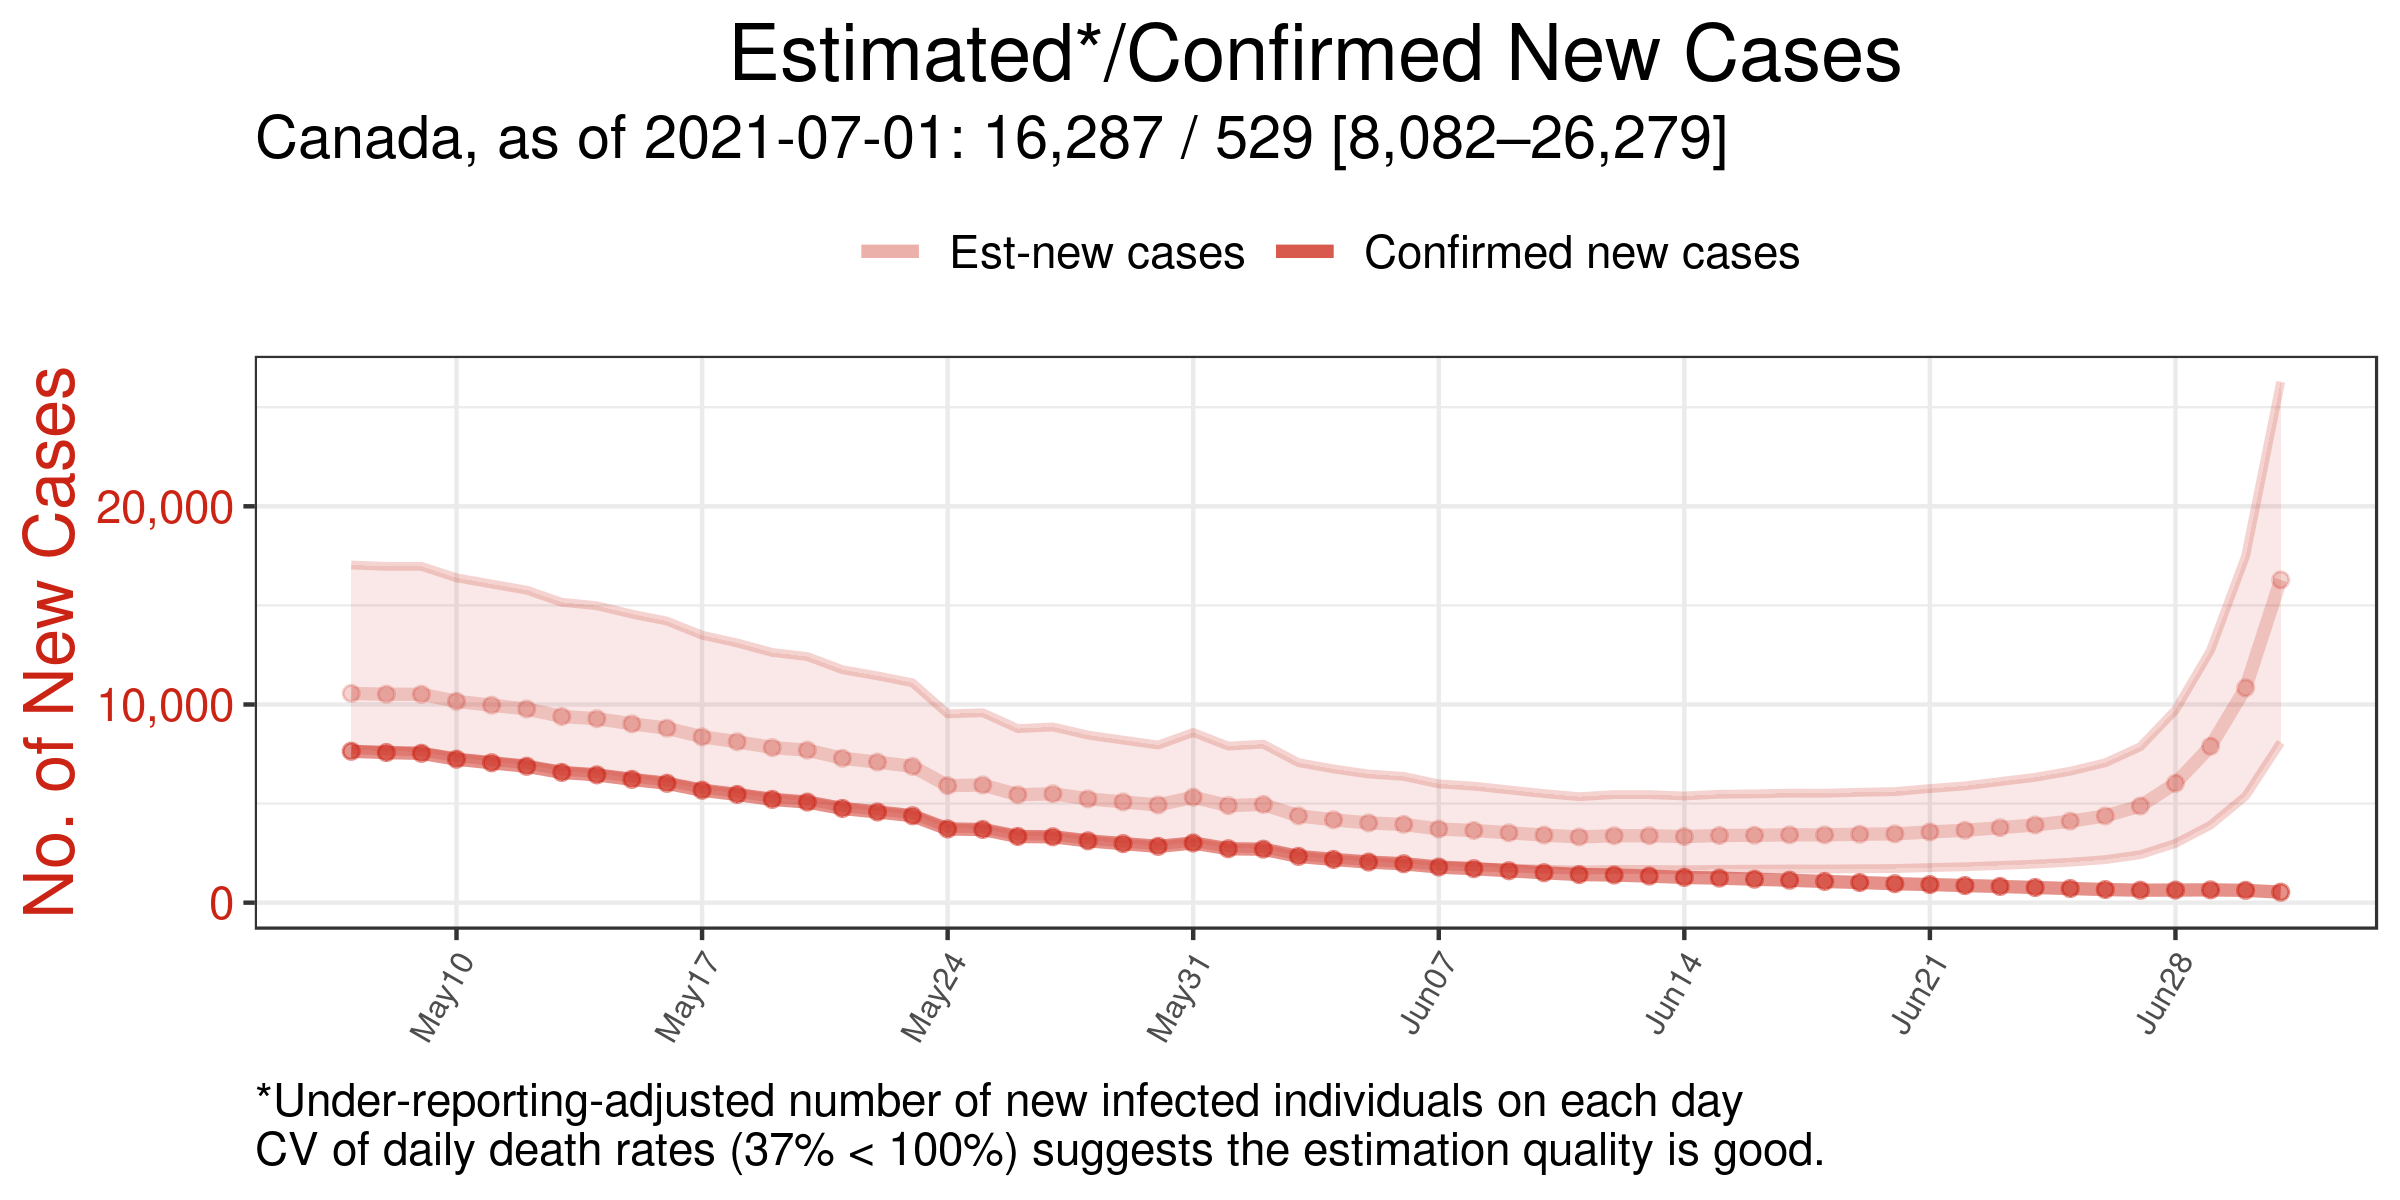 Estimated*/Confirmed New Cases
Canada, as of 2021-07-01: 16,287 / 529 [8,082–26,279]
Est-new cases
Confirmed new cases
No. of New Cases
20,000
10,000
0
May10
May17
May24
May31
Jun07
Jun14
Jun21
Jun28
*Under-reporting-adjusted number of new infected individuals on each day
CV of daily death rates (37% < 100%) suggests the estimation quality is good.